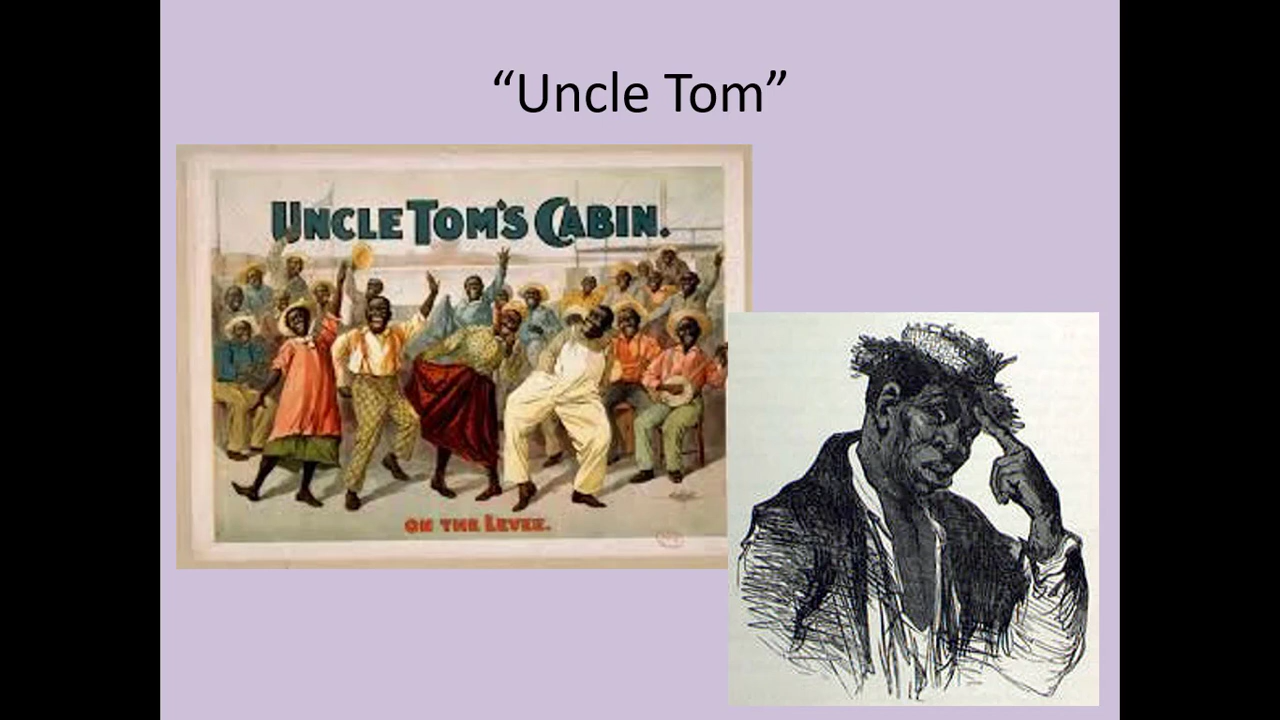 “Uncle Tom”
UNCLE TOM'S CABIN.
ON THE LEVEE.